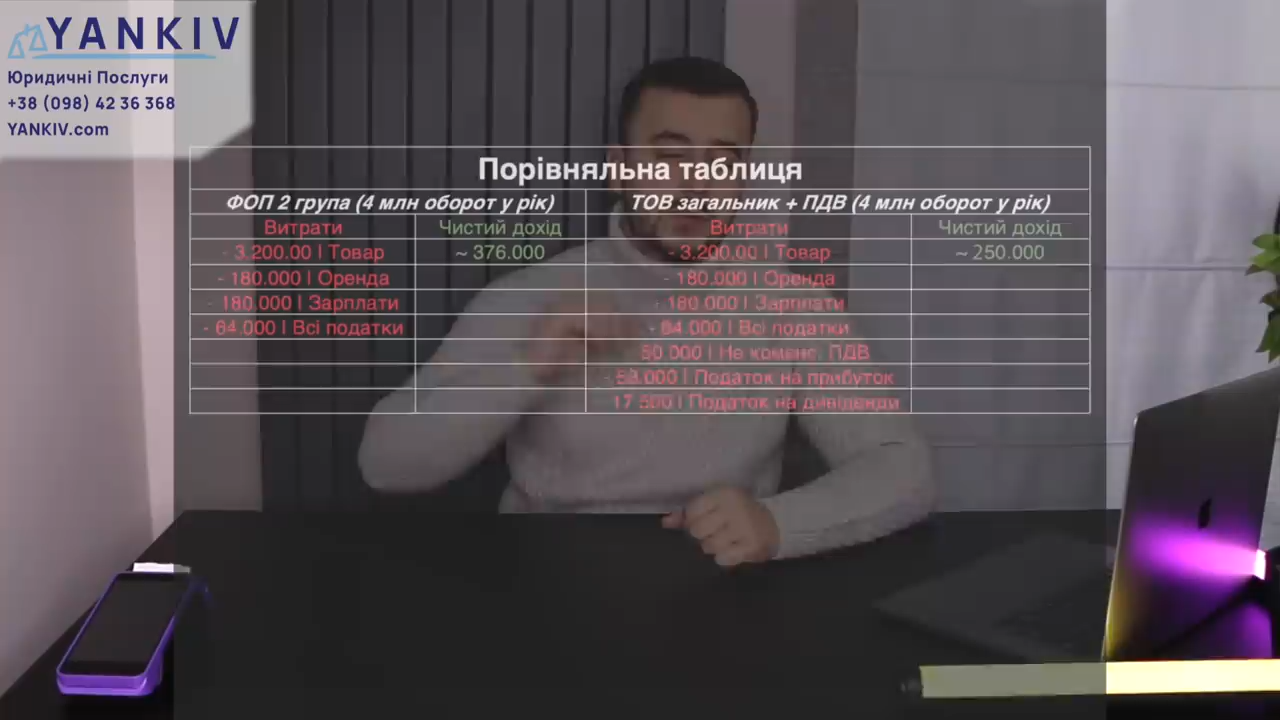 YANKIV
Юридичні Послуги
+38 (098) 42 36 368
YANKIV.com
Порівняльна таблиця
ФОП 2 група (4 млн оборот у рік)
ТОВ загальник + ПДВ (4 млн оборот у рік)
Витрати
Чистий дохід
Витрати
Чистий дохід
- 3.200.00 | Товар
~ 376.000
- 3.200.00 | Товар
~ 250.000
- 180.000 | Оренда
- 180.000 | Оренда
- 180.000 | Зарплати
- 180.000 | Зарплати
- 64.000 | Всі податки
- 64.000 | Всі податки
50.000 | Не компс. ПДВ
| Податок на прибуток
17.500 | Податок на дивіденди